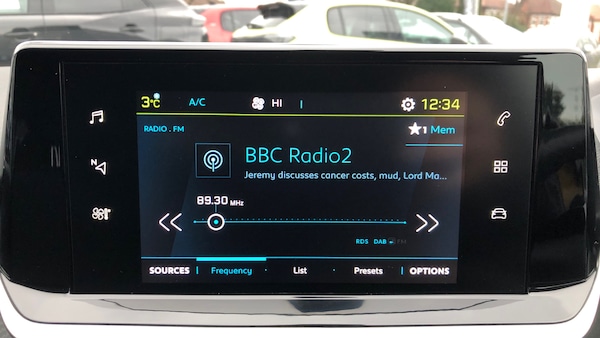 3°C A/C HI 12:34
RADIO . FM 1 Mem
BBC Radio2
Jeremy discusses cancer costs, mud, Lord Ma...
89.30 MHz
N
RDS DAB FM
SOURCES Frequency List Presets OPTIONS